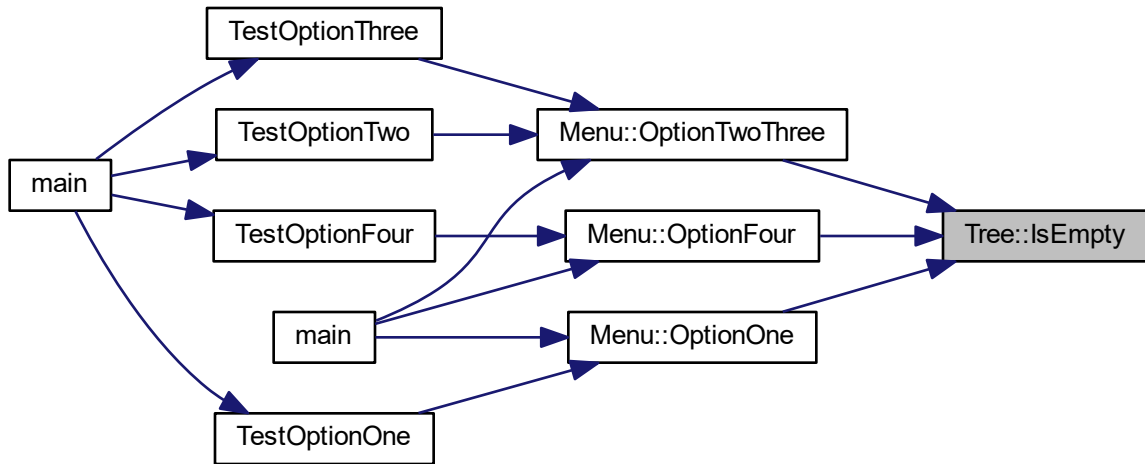 TestOptionThree
TestOptionTwo
Menu::OptionTwoThree
main
TestOptionFour
Menu::OptionFour
Tree::IsEmpty
main
Menu::OptionOne
TestOptionOne